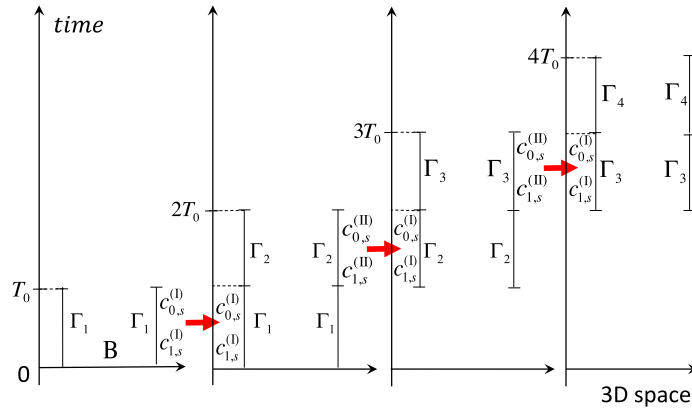 time
4T₀
Γ₄ Γ₄
3T₀
c₀,ₛ^(II) c₀,ₛ^(I)
Γ₃ Γ₃ Γ₃ Γ₃
c₁,ₛ^(II) c₁,ₛ^(I)
2T₀
c₀,ₛ^(II) c₀,ₛ^(I)
Γ₂ Γ₂ Γ₂ Γ₂
c₁,ₛ^(II) c₁,ₛ^(I)
T₀
c₀,ₛ^(I) c₀,ₛ^(I)
Γ₁ Γ₁ Γ₁ Γ₁
c₁,ₛ^(I) c₁,ₛ^(I)
B
0
3D space